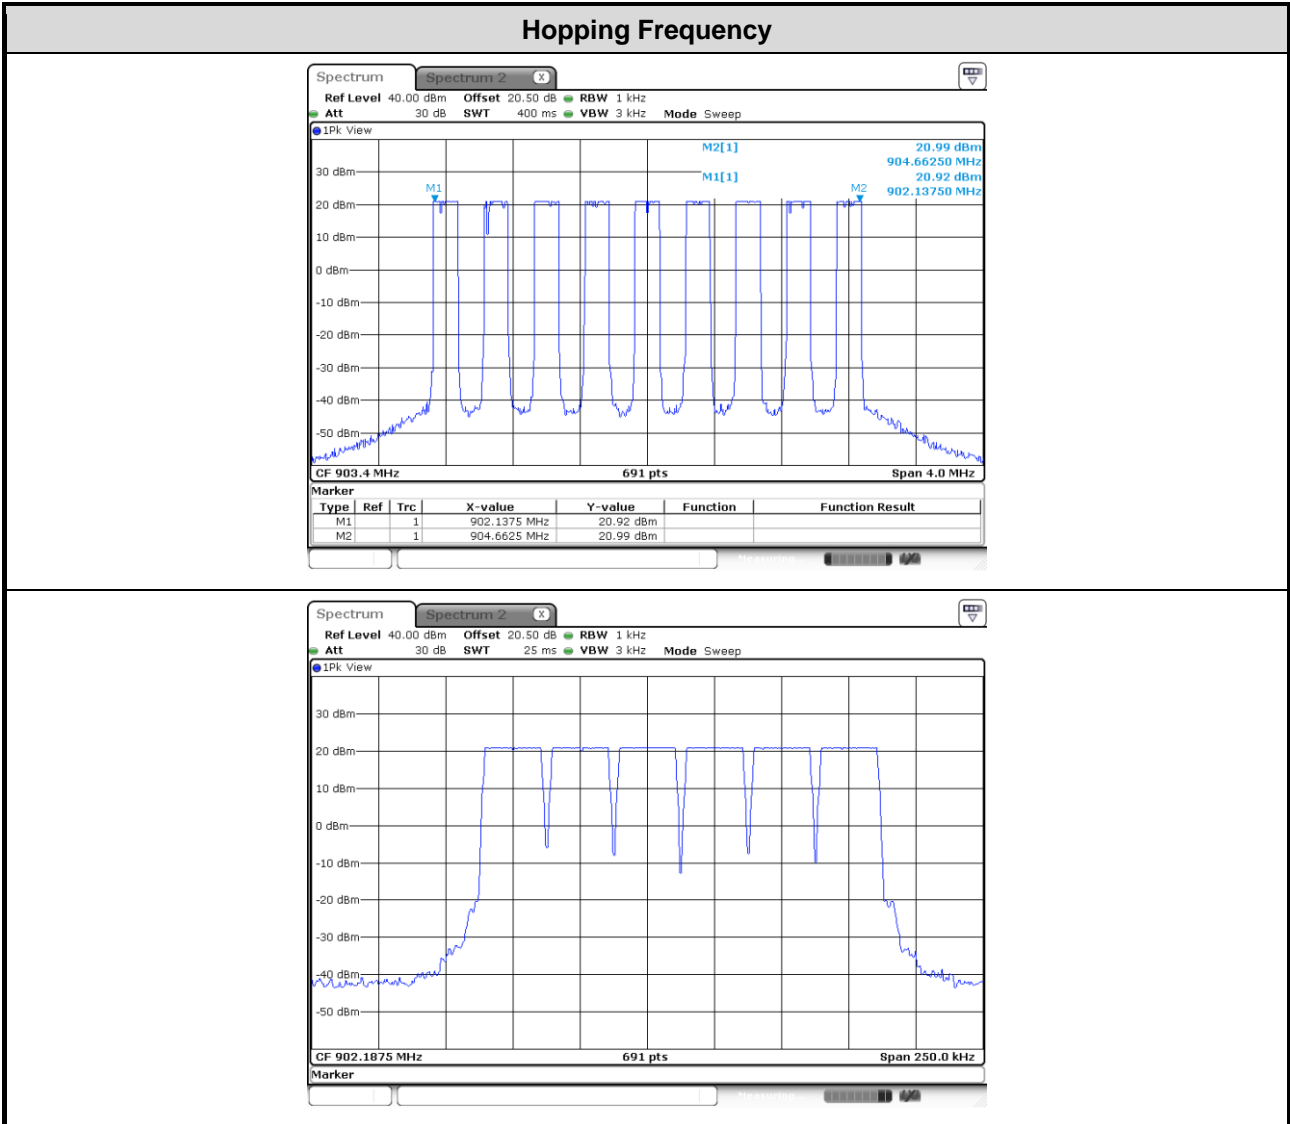 Hopping Frequency
Spectrum Spectrum 2 X
Ref Level 40.00 dBm Offset 20.50 dB RBW 1 kHz
Att 30 dB SWT 400 ms VBW 3 kHz Mode Sweep
1Pk View
M2[1] 20.99 dBm
904.66250 MHz
30 dBm M1[1] 20.92 dBm
M1 M2 902.13750 MHz
20 dBm
10 dBm
0 dBm
-10 dBm
-20 dBm
-30 dBm
-40 dBm
-50 dBm
CF 903.4 MHz 691 pts Span 4.0 MHz
Marker
Type Ref Trc X-value Y-value Function Function Result
M1 1 902.1375 MHz 20.92 dBm
M2 1 904.6625 MHz 20.99 dBm
Measuring...
Spectrum Spectrum 2 X
Ref Level 40.00 dBm Offset 20.50 dB RBW 1 kHz
Att 30 dB SWT 25 ms VBW 3 kHz Mode Sweep
1Pk View
30 dBm
20 dBm
10 dBm
0 dBm
-10 dBm
-20 dBm
-30 dBm
-40 dBm
-50 dBm
CF 902.1875 MHz 691 pts Span 250.0 kHz
Marker
Measuring...